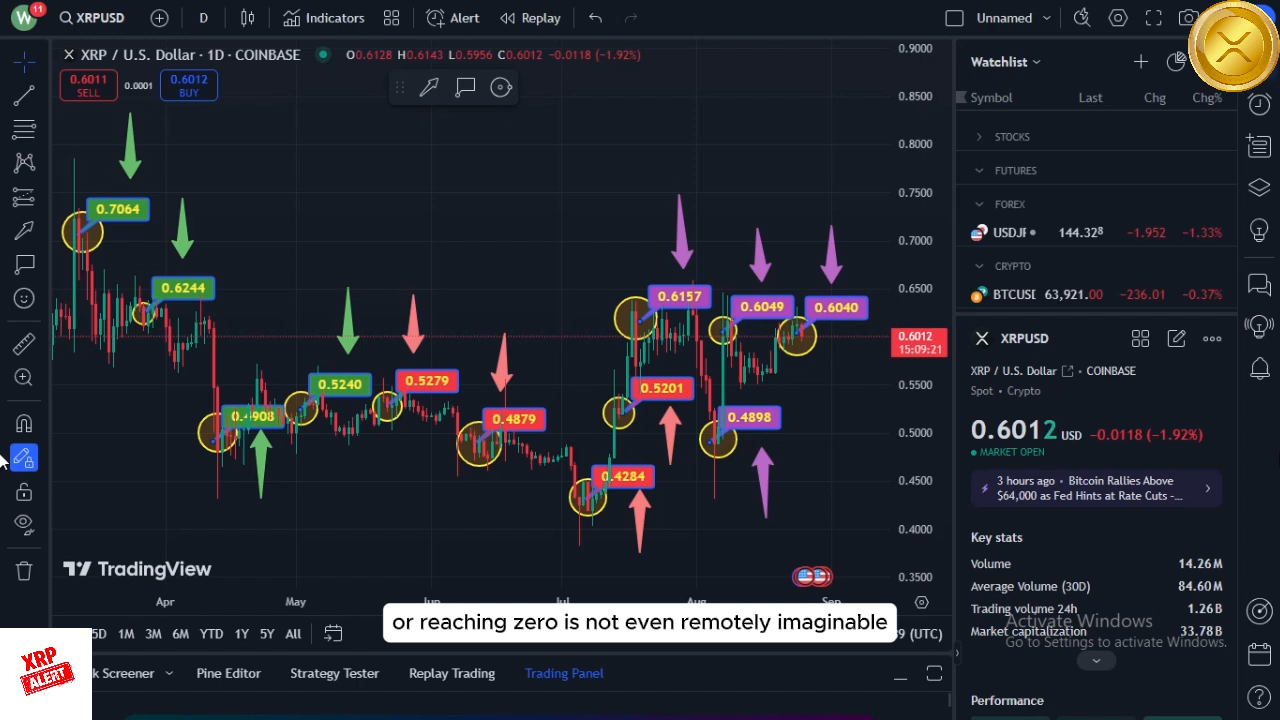 W 11 XRPUSD D Indicators Alert Replay Unnamed
XRP / U.S. Dollar · 1D · COINBASE O0.6128 H0.6143 L0.5956 C0.6012 −0.0118 (−1.92%)
0.6011 0.0001 0.6012
SELL BUY
0.9000
0.8500
0.8000
0.7500
0.7000
0.6500
0.6012
15:09:21
0.5500
0.5000
0.4500
0.4000
0.3500
0.7064
0.6244
0.4908
0.5240
0.5279
0.4879
0.4284
0.5201
0.6157
0.4898
0.6049
0.6040
TradingView
Apr May Jun Jul Aug Sep
5D 1M 3M 6M YTD 1Y 5Y All (UTC)
or reaching zero is not even remotely imaginable
XRP
ALERT
Screener Pine Editor Strategy Tester Replay Trading Trading Panel
Watchlist
Symbol Last Chg Chg%
STOCKS
FUTURES
FOREX
144.328 −1.952 −1.33%
CRYPTO
63,921.00 −236.01 −0.37%
XRPUSD
XRP / U.S. Dollar COINBASE
Spot • Crypto
0.6012 USD −0.0118 (−1.92%)
MARKET OPEN
3 hours ago • Bitcoin Rallies Above
$64,000 as Fed Hints at Rate Cuts -...
Key stats
Volume 14.26M
Average Volume (30D) 84.60M
Trading volume 24h 1.26B
Market capitalization 33.78B
Activate Windows
Go to Settings to activate Windows.
Performance